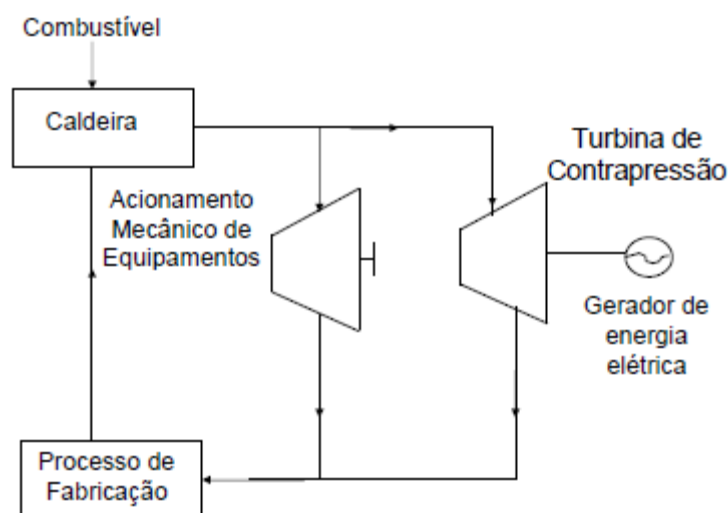 Combustível
Caldeira
Turbina de
Contrapressão
Acionamento
Mecânico de
Equipamentos
Gerador de
energia
elétrica
Processo de
Fabricação